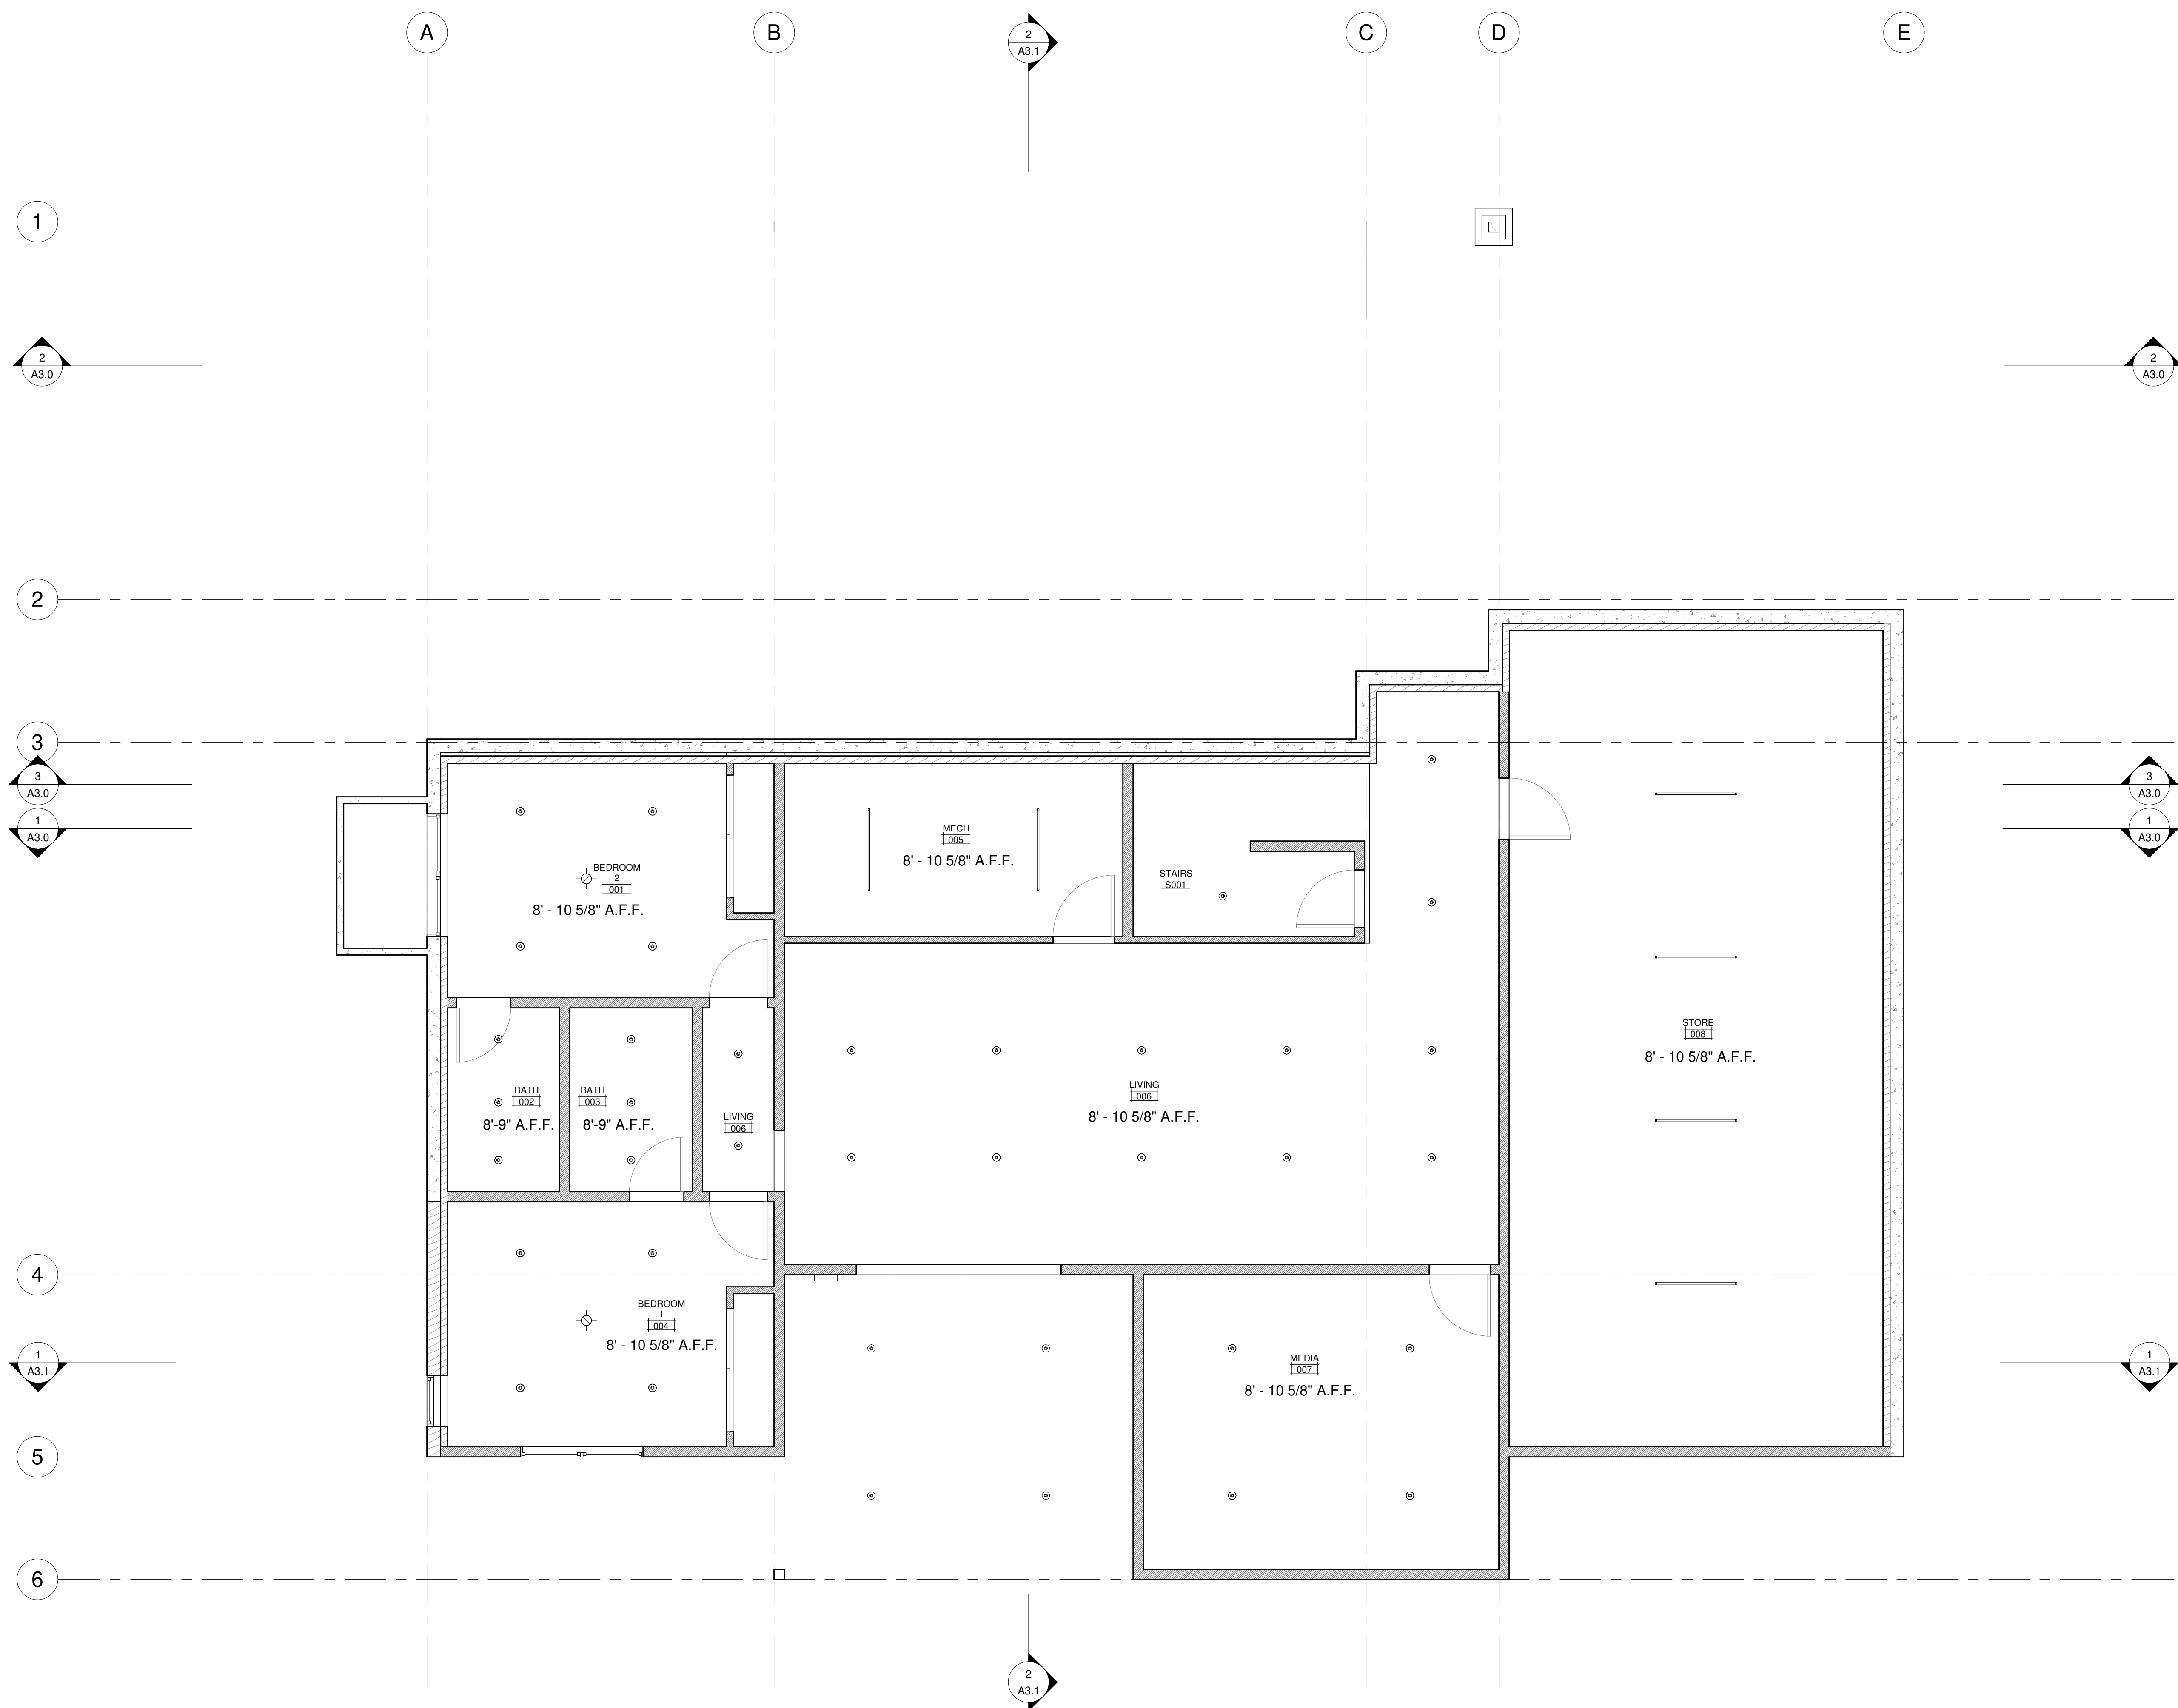 A
B
2
A3.1
C
D
E
1
2
A3.0
2
A3.0
2
3
3
A3.0
3
A3.0
1
A3.0
1
A3.0
MECH
005
8' - 10 5/8" A.F.F.
BEDROOM
2
001
8' - 10 5/8" A.F.F.
STAIRS
S001
STORE
008
8' - 10 5/8" A.F.F.
BATH
002
8'-9" A.F.F.
BATH
003
8'-9" A.F.F.
LIVING
006
LIVING
006
8' - 10 5/8" A.F.F.
4
BEDROOM
1
004
8' - 10 5/8" A.F.F.
1
A3.1
MEDIA
007
8' - 10 5/8" A.F.F.
1
A3.1
5
6
2
A3.1